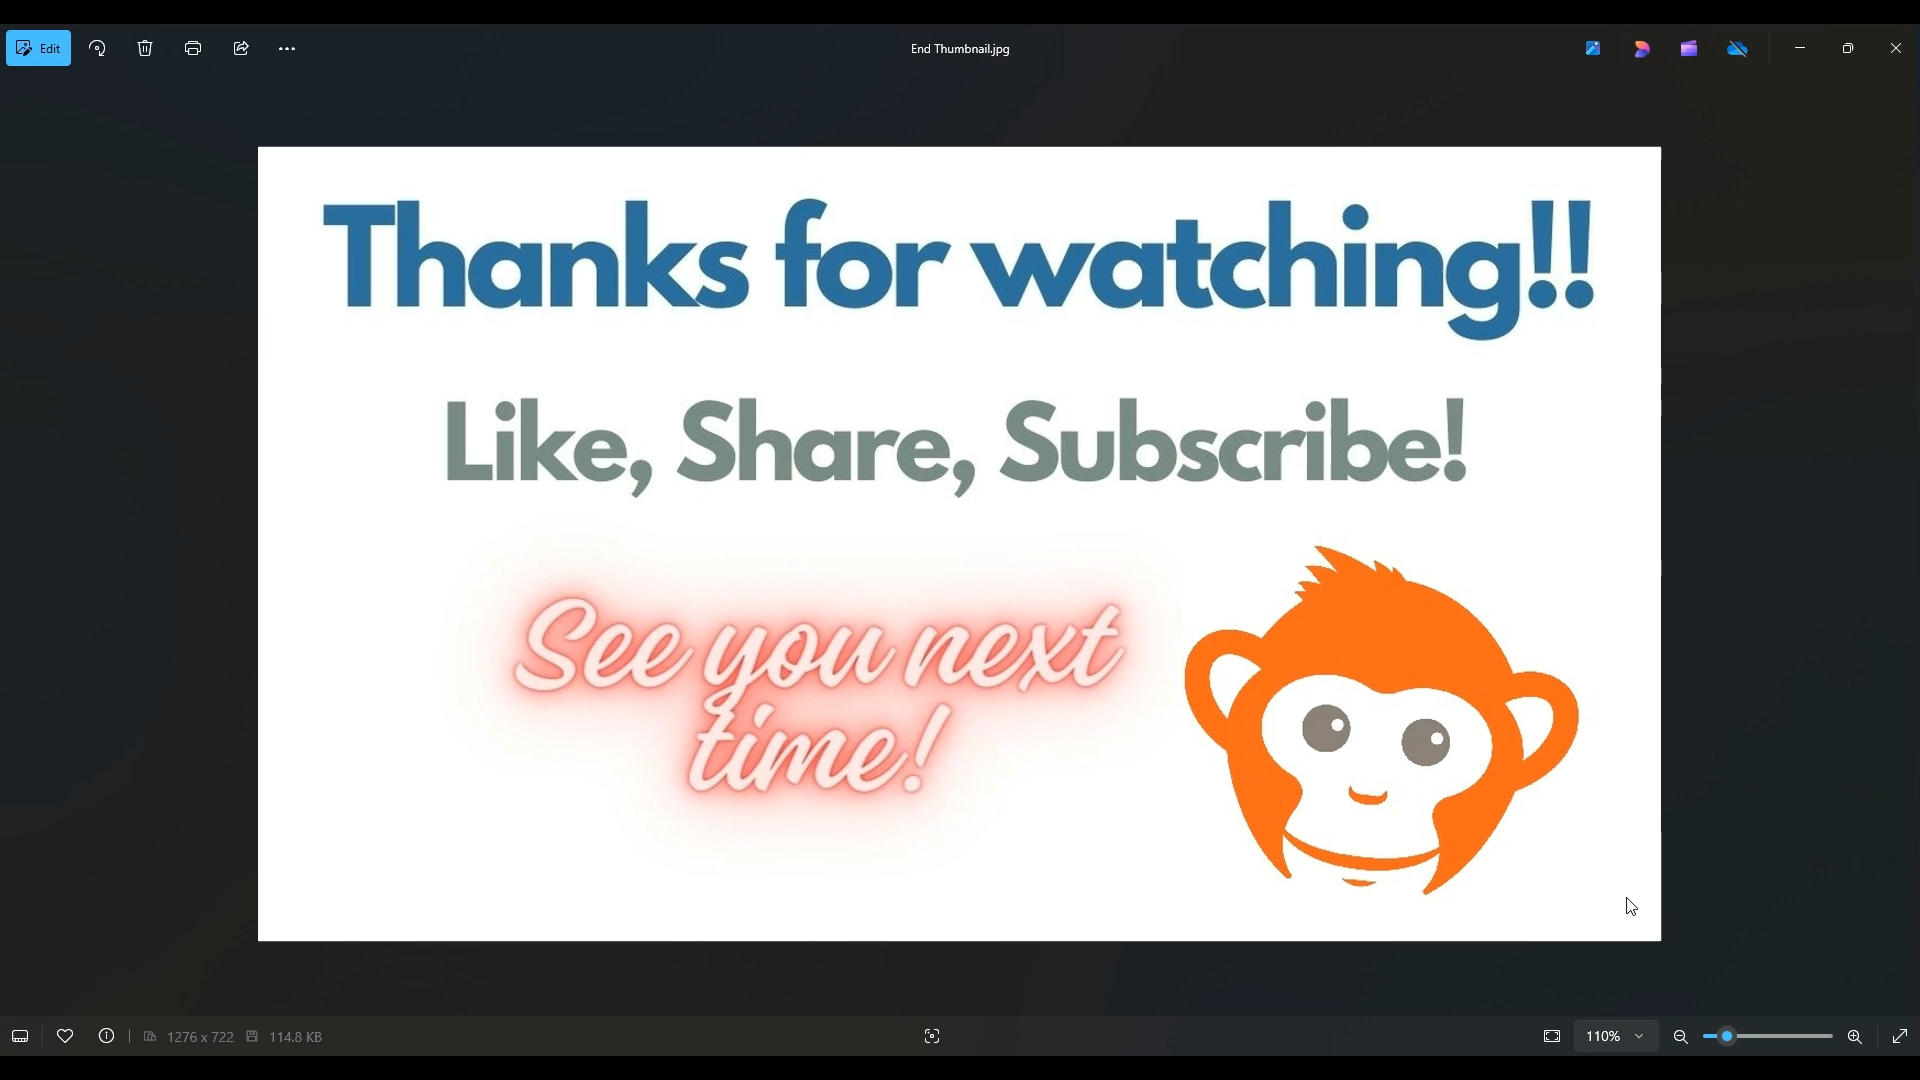 Edit
End Thumbnail.jpg
Thanks for watching!!
Like, Share, Subscribe!
See you next
time!
1276 x 722
114.8 KB
110%